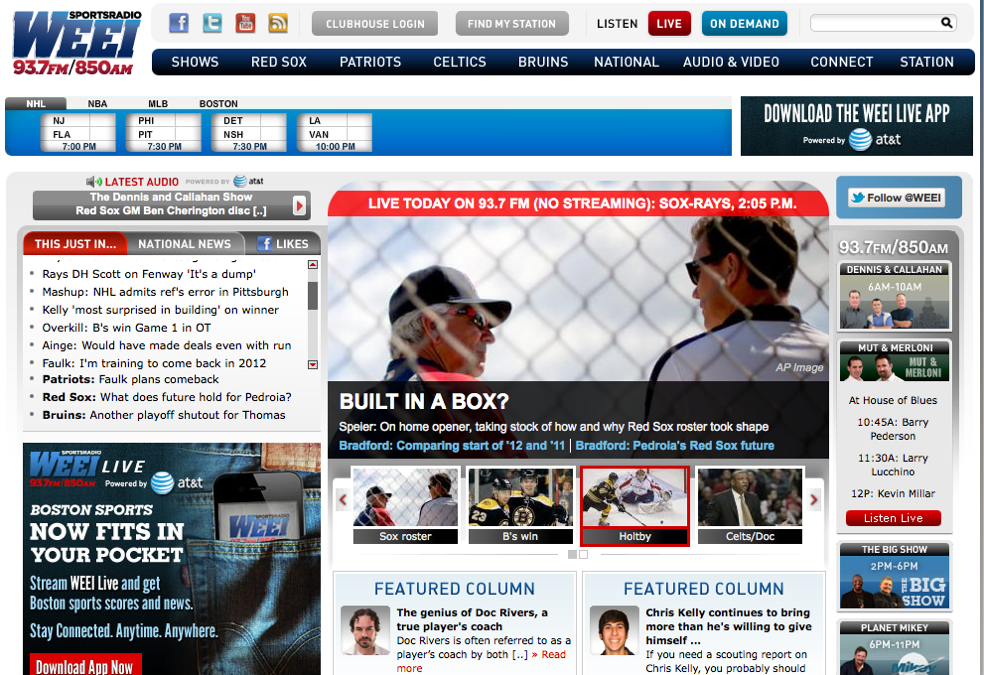 SPORTSRADIO
WEEI
93.7FM/850AM
CLUBHOUSE LOGIN
FIND MY STATION
LISTEN
LIVE
ON DEMAND
SHOWS
RED SOX
PATRIOTS
CELTICS
BRUINS
NATIONAL
AUDIO & VIDEO
CONNECT
STATION
NHL
NBA
MLB
BOSTON
NJ
FLA
7:00 PM
PHI
PIT
7:30 PM
DET
NSH
7:30 PM
LA
VAN
10:00 PM
DOWNLOAD THE WEEI LIVE APP
Powered by at&t
LATEST AUDIO POWERED BY at&t
The Dennis and Callahan Show
Red Sox GM Ben Cherington disc [..]
THIS JUST IN...
NATIONAL NEWS
f LIKES
Rays DH Scott on Fenway 'It's a dump'
Mashup: NHL admits ref's error in Pittsburgh
Kelly 'most surprised in building' on winner
Overkill: B's win Game 1 in OT
Ainge: Would have made deals even with run
Faulk: I'm training to come back in 2012
Patriots: Faulk plans comeback
Red Sox: What does future hold for Pedroia?
Bruins: Another playoff shutout for Thomas
SPORTSRADIO
WEEI LIVE
93.7FM/850AM Powered by at&t
BOSTON SPORTS
NOW FITS IN
YOUR POCKET
Stream WEEI Live and get
Boston sports scores and news.
Stay Connected. Anytime. Anywhere.
Download App Now
WEEI
LIVE TODAY ON 93.7 FM (NO STREAMING): SOX-RAYS, 2:05 P.M.
AP Image
BUILT IN A BOX?
Speier: On home opener, taking stock of how and why Red Sox roster took shape
Bradford: Comparing start of '12 and '11 | Bradford: Pedroia's Red Sox future
23
Sox roster
B's win
Holtby
Celts/Doc
FEATURED COLUMN
The genius of Doc Rivers, a
true player's coach
Doc Rivers is often referred to as a
player's coach by both [..] » Read
more
FEATURED COLUMN
Chris Kelly continues to bring
more than he's willing to give
himself ...
If you need a scouting report on
Chris Kelly, you probably should
Follow @WEEI
93.7FM/850AM
DENNIS & CALLAHAN
6AM-10AM
MUT & MERLONI
MUT &
MERLONI
At House of Blues
10:45A: Barry
Pederson
11:30A: Larry
Lucchino
12P: Kevin Millar
Listen Live
THE BIG SHOW
2PM-6PM
THE BIG
SHOW
PLANET MIKEY
6PM-11PM
Mikey